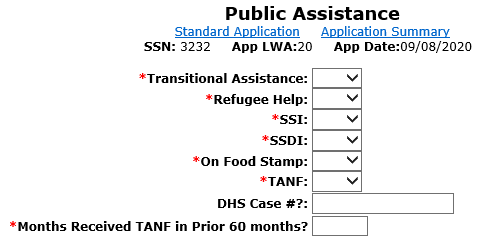 Public Assistance
Standard Application Application Summary
SSN: 3232 App LWA:20 App Date:09/08/2020
*Transitional Assistance:
*Refugee Help:
*SSI:
*SSDI:
*On Food Stamp:
*TANF:
DHS Case #?:
*Months Received TANF in Prior 60 months?